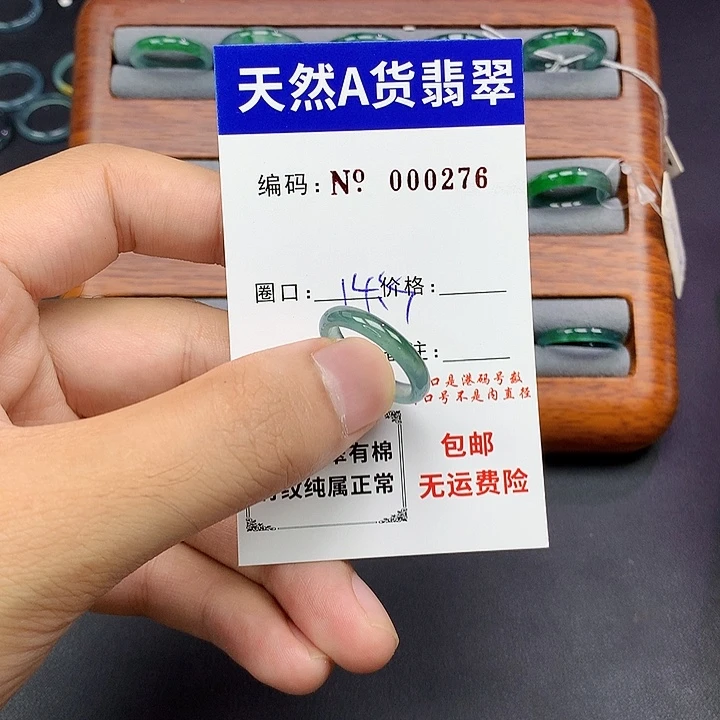 天然A货翡翠
编码: Nº 000276
圈口: 价格:
注:
口是港码号数
口号不是内直径
有棉
纹纯属正常
包邮
无运费险